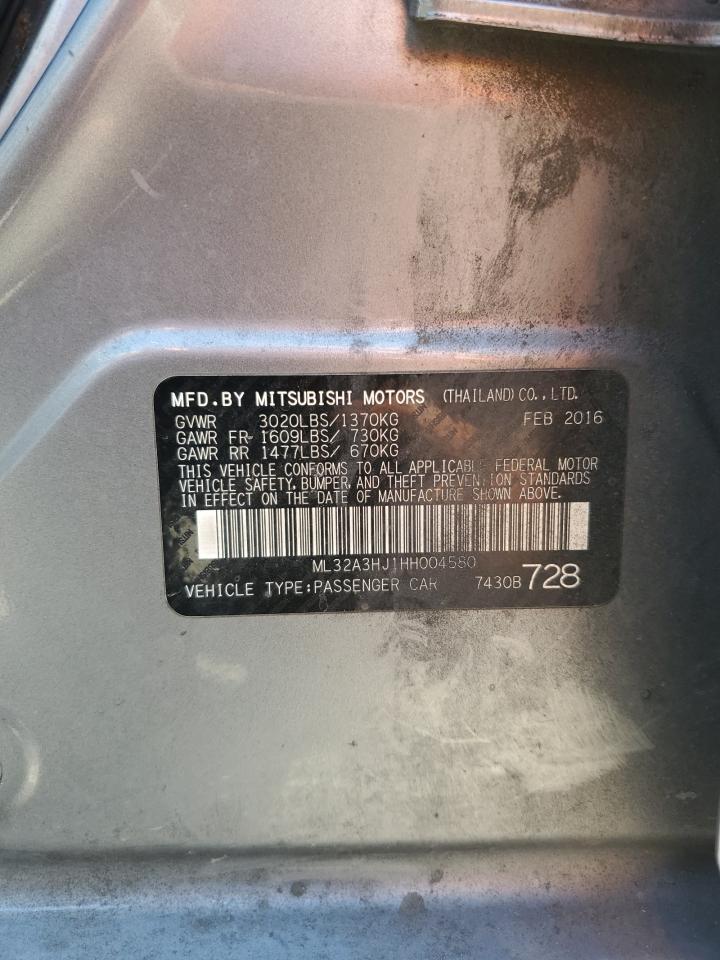 MFD.BY MITSUBISHI MOTORS (THAILAND)CO.,LTD.
GVWR 3020LBS/1370KG FEB 2016
GAWR FR 1609LBS/ 730KG
GAWR RR 1477LBS/ 670KG
THIS VEHICLE CONFORMS TO ALL APPLICABLE FEDERAL MOTOR
VEHICLE SAFETY, BUMPER, AND THEFT PREVENTION STANDARDS
IN EFFECT ON THE DATE OF MANUFACTURE SHOWN ABOVE.
ML32A3HJ1HH004580
VEHICLE TYPE:PASSENGER CAR 7430B 728